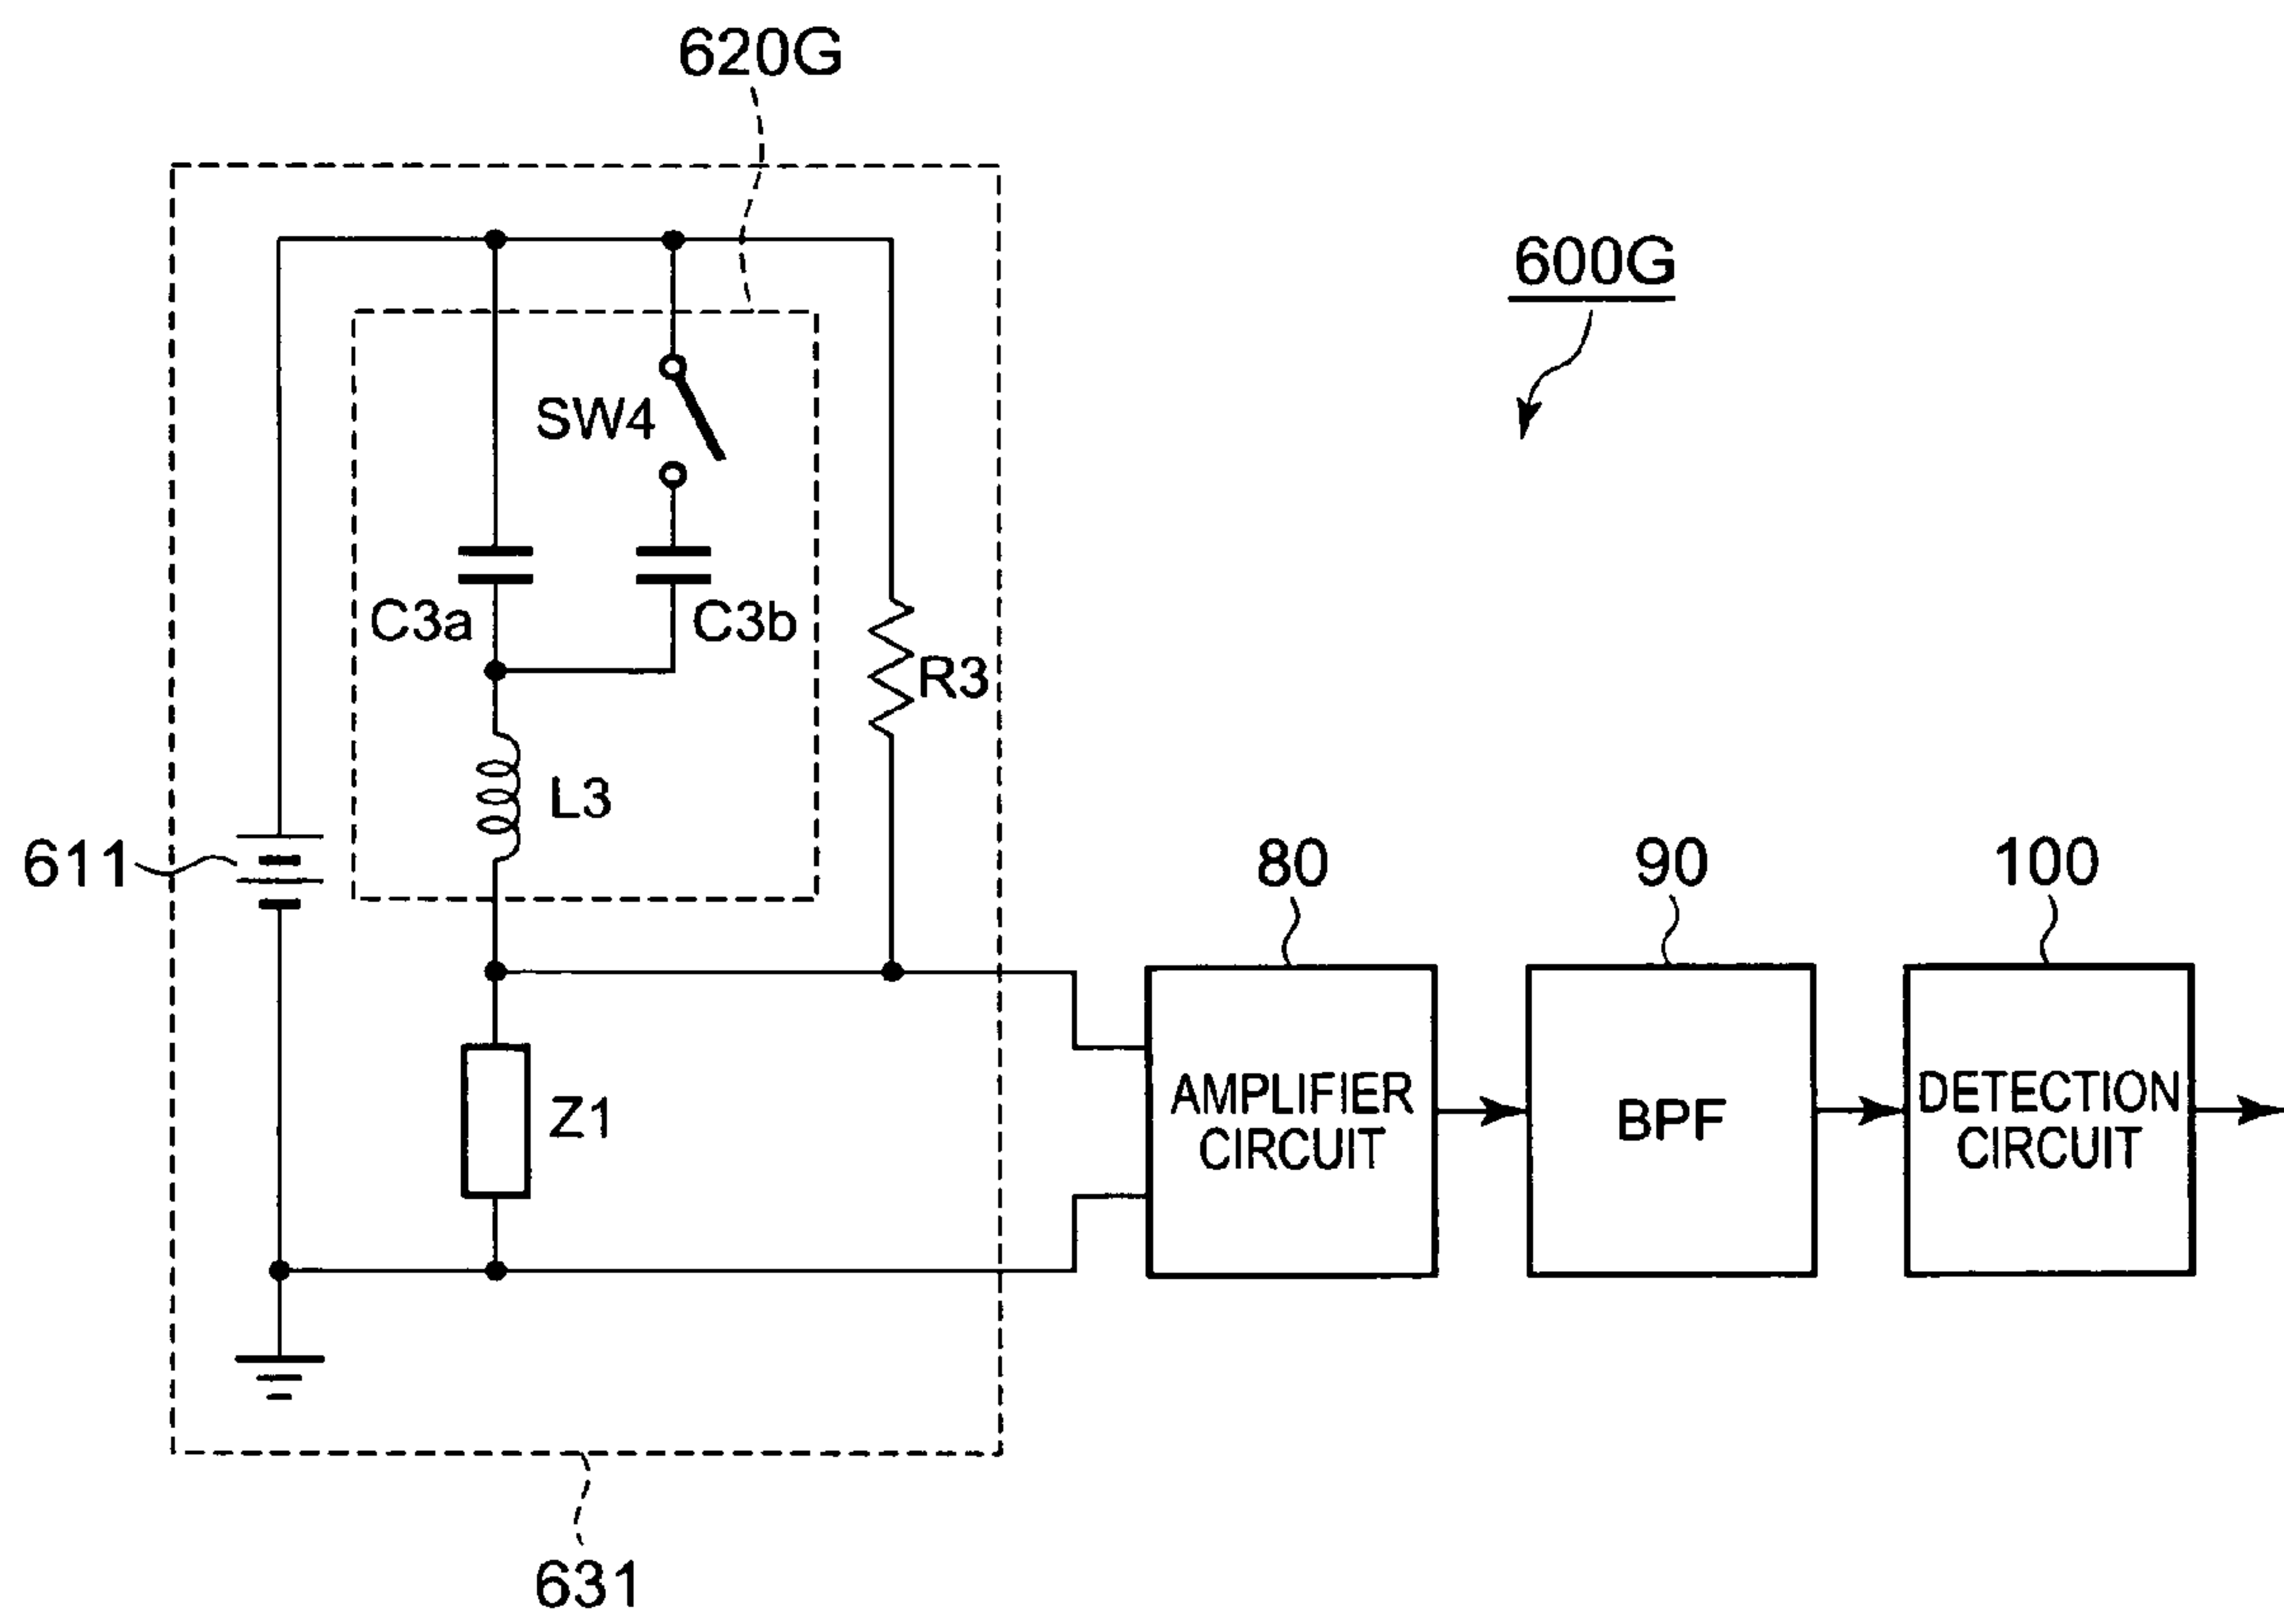 620G
600G
SW4
C3a
C3b
R3
L3
611
80
90
100
Z1
AMPLIFIER
CIRCUIT
BPF
DETECTION
CIRCUIT
631